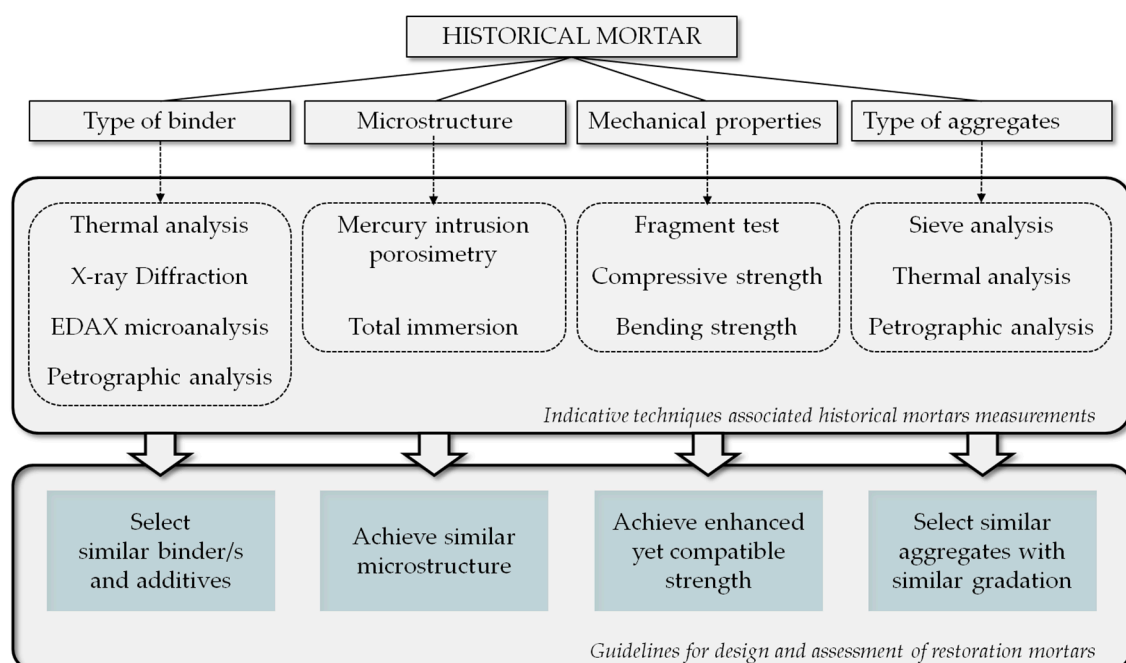 HISTORICAL MORTAR
Type of binder
Microstructure
Mechanical properties
Type of aggregates
Thermal analysis
X-ray Diffraction
EDAX microanalysis
Petrographic analysis
Mercury intrusion
porosimetry
Total immersion
Fragment test
Compressive strength
Bending strength
Sieve analysis
Thermal analysis
Petrographic analysis
Indicative techniques associated historical mortars measurements
Select
similar binder/s
and additives
Achieve similar
microstructure
Achieve enhanced
yet compatible
strength
Select similar
aggregates with
similar gradation
Guidelines for design and assessment of restoration mortars